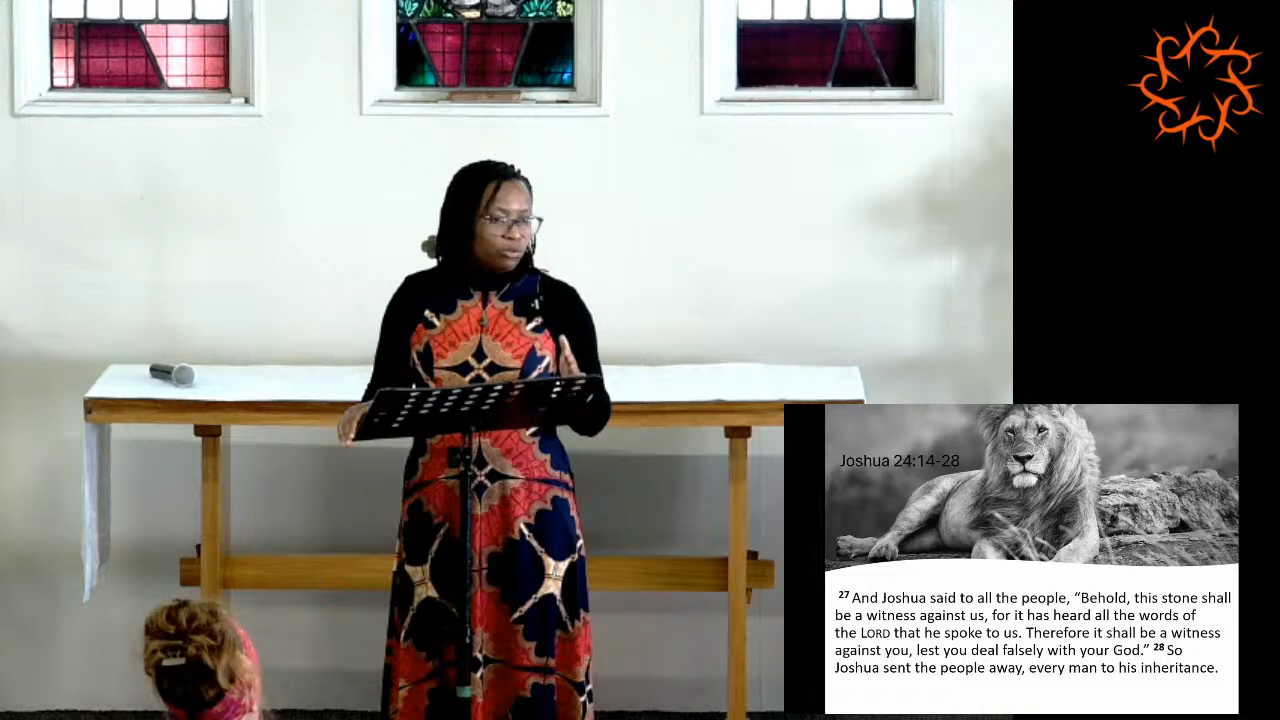 Joshua 24:14-28
27 And Joshua said to all the people, “Behold, this stone shall
be a witness against us, for it has heard all the words of
the LORD that he spoke to us. Therefore it shall be a witness
against you, lest you deal falsely with your God.” 28 So
Joshua sent the people away, every man to his inheritance.